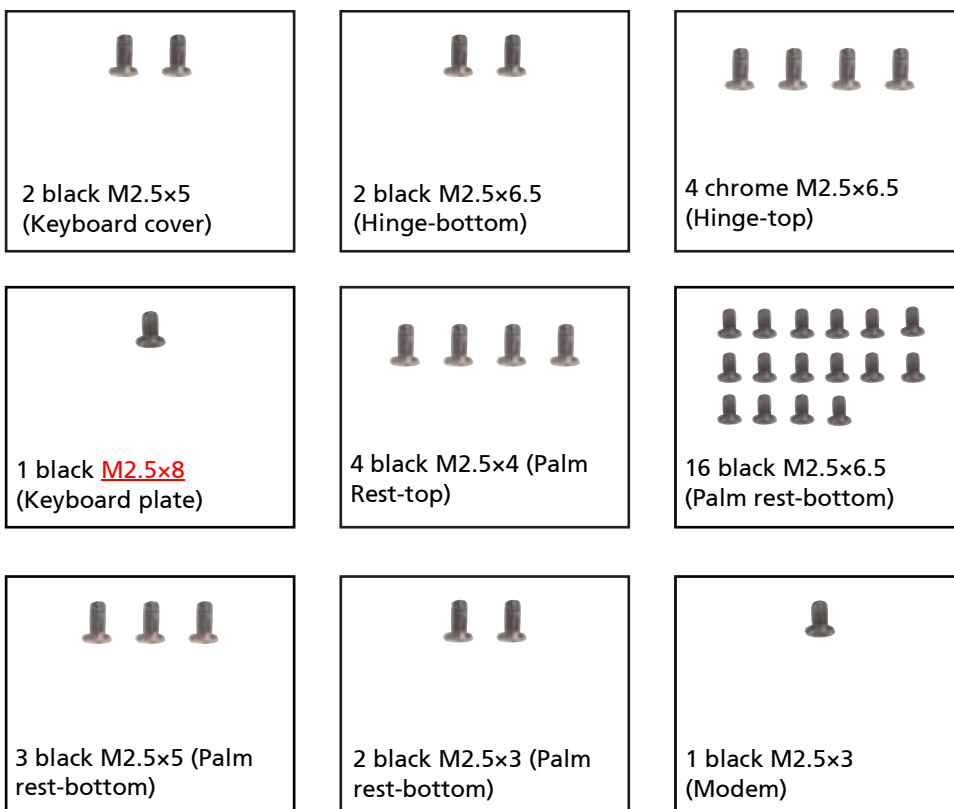 2 black M2.5×5
(Keyboard cover)
2 black M2.5×6.5
(Hinge-bottom)
4 chrome M2.5×6.5
(Hinge-top)
1 black M2.5×8
(Keyboard plate)
4 black M2.5×4 (Palm
Rest-top)
16 black M2.5×6.5
(Palm rest-bottom)
3 black M2.5×5 (Palm
rest-bottom)
2 black M2.5×3 (Palm
rest-bottom)
1 black M2.5×3
(Modem)